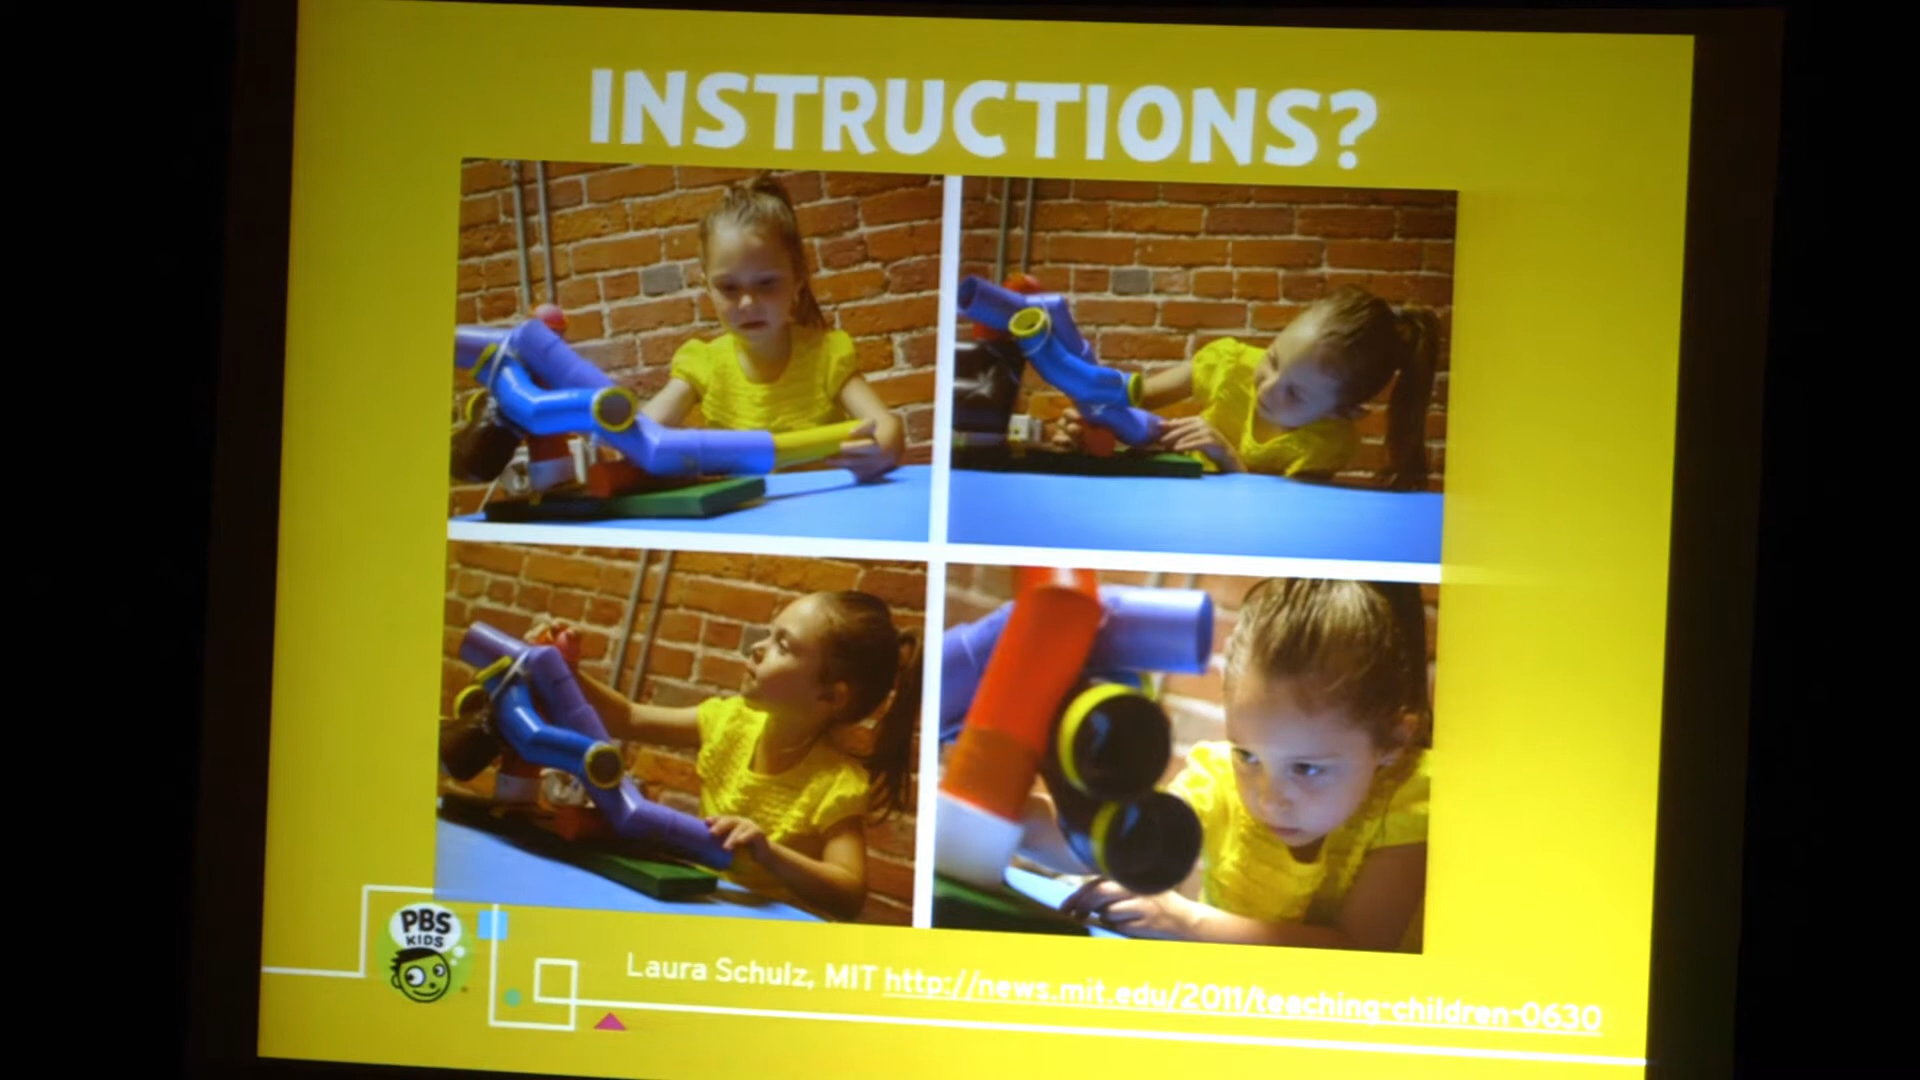 INSTRUCTIONS?
PBS
KIDS
Laura Schulz, MIT http://news.mit.edu/2011/teaching-children-0630